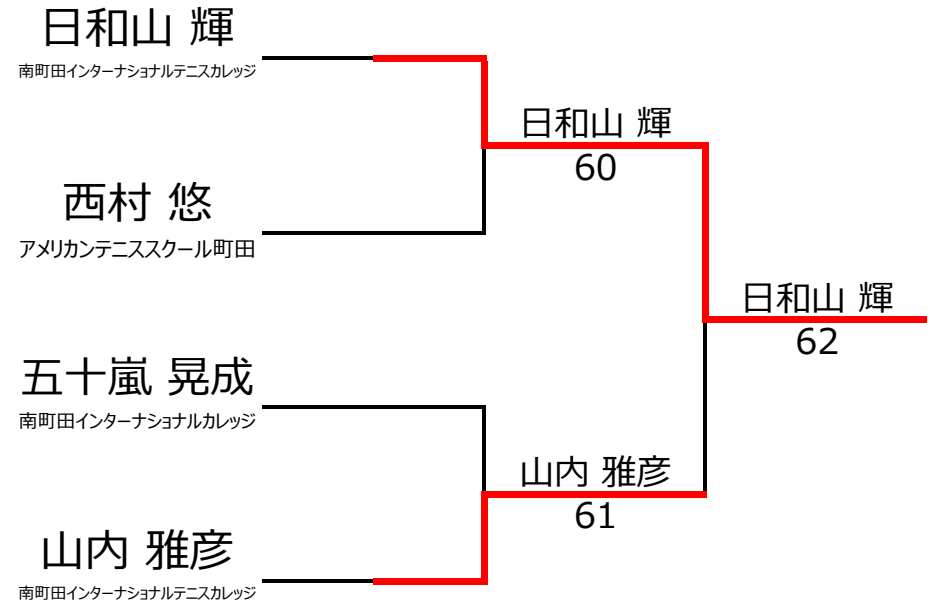 日和山 輝
南町田インターナショナルテニスカレッジ
日和山 輝
60
西村 悠
アメリカンテニススクール町田
日和山 輝
62
五十嵐 晃成
南町田インターナショナルカレッジ
山内 雅彦
61
山内 雅彦
南町田インターナショナルテニスカレッジ